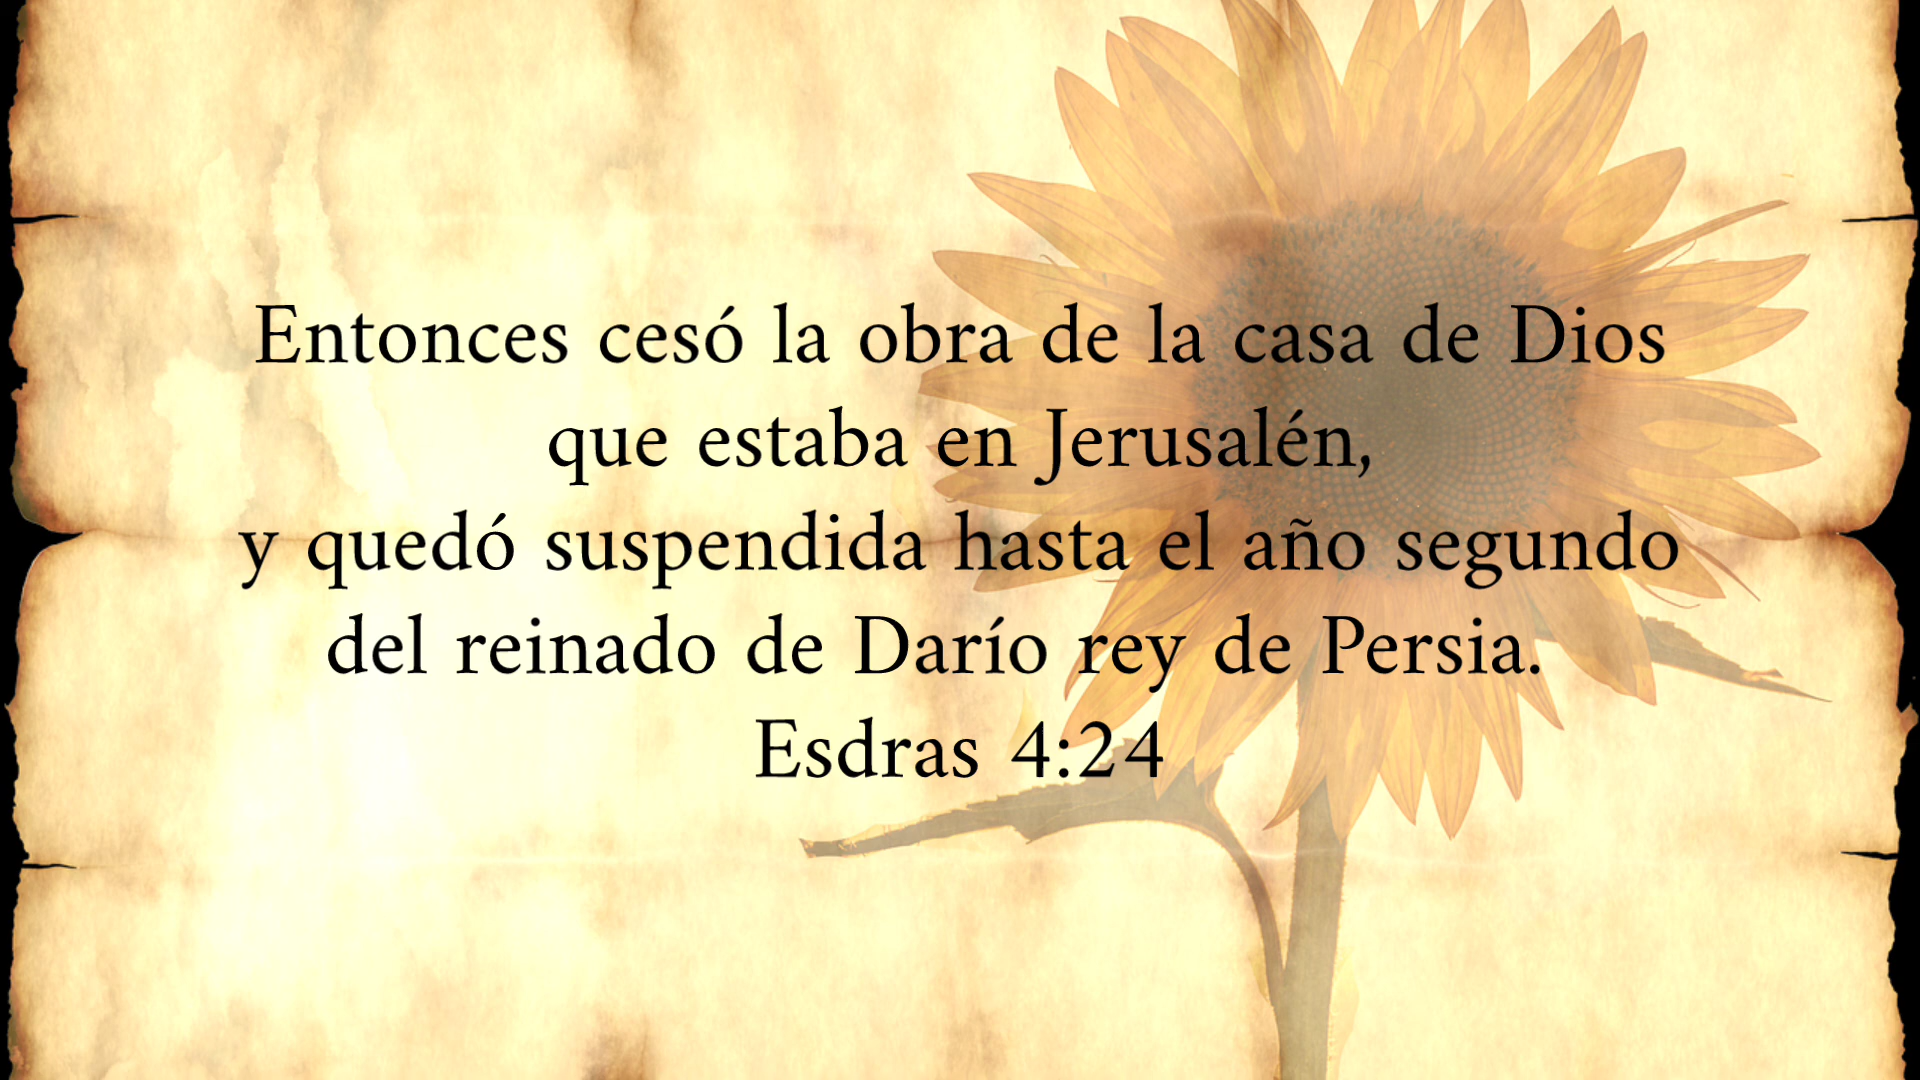 Entonces cesó la obra de la casa de Dios
que estaba en Jerusalén,
y quedó suspendida hasta el año segundo
del reinado de Darío rey de Persia.
Esdras 4:24